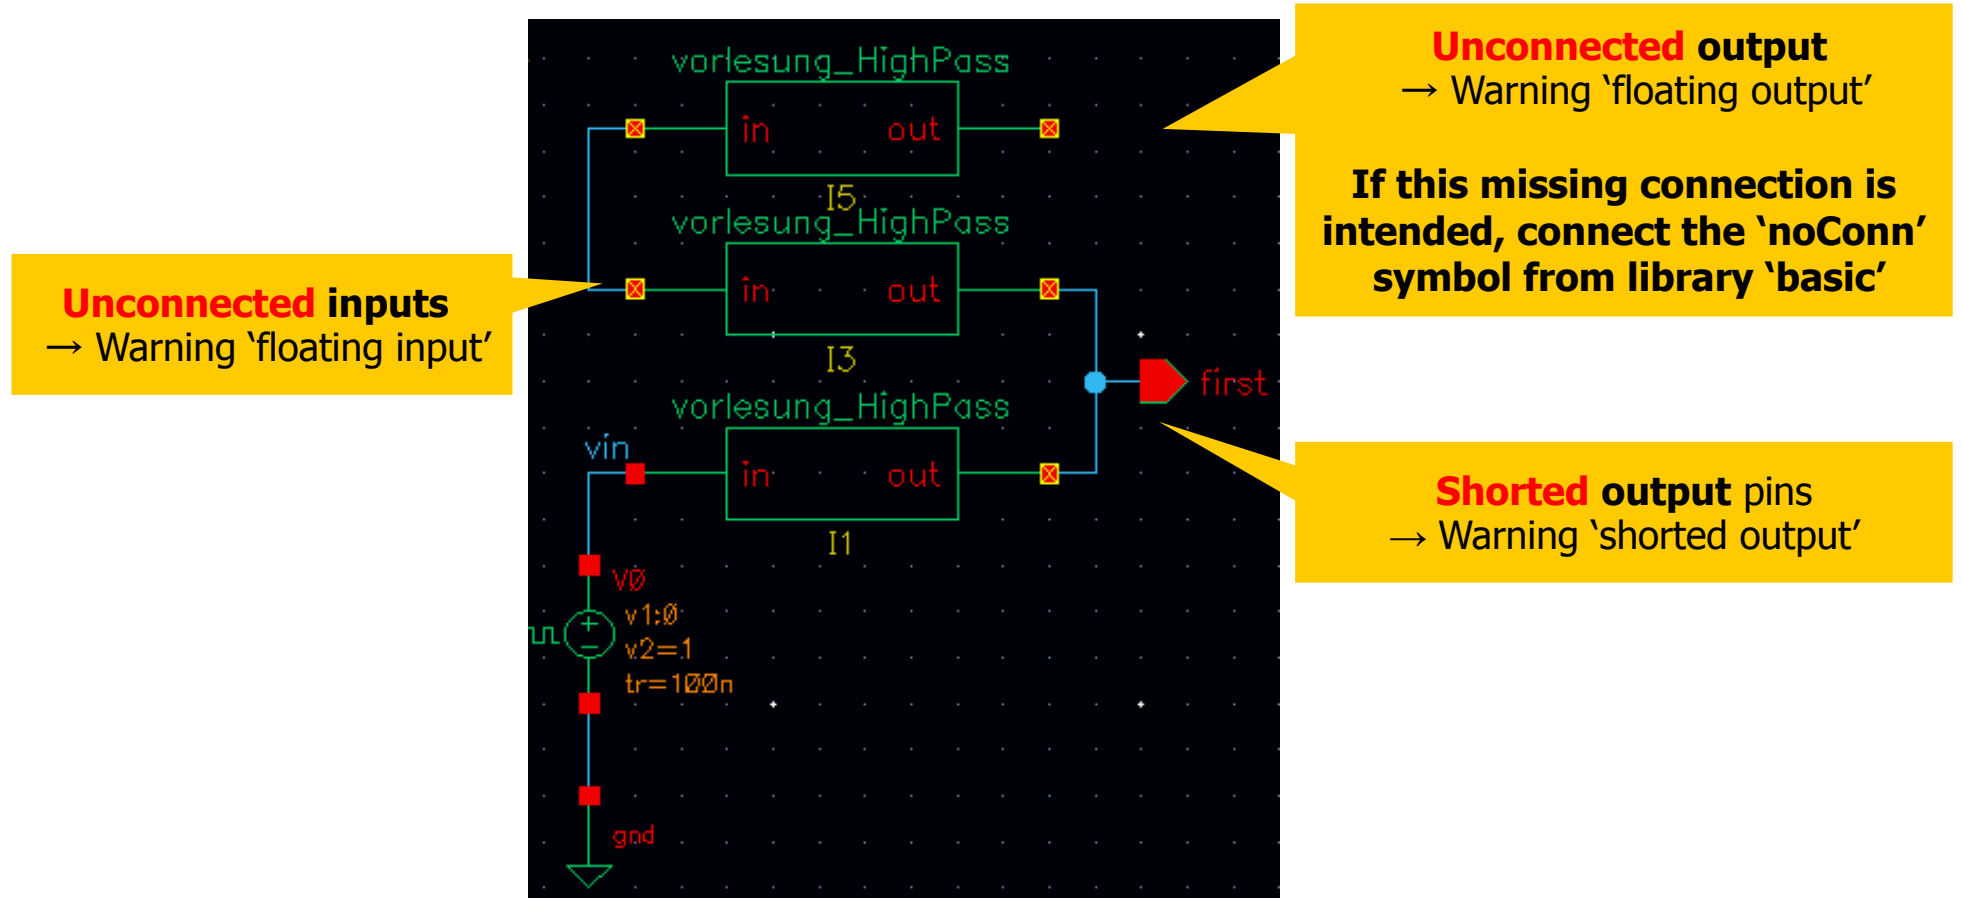 Unconnected output
→ Warning ‘floating output’
If this missing connection is
intended, connect the ‘noConn’
symbol from library ‘basic’
Unconnected inputs
→ Warning ‘floating input’
Shorted output pins
→ Warning ‘shorted output’
vorlesung_HighPass
in out
I5
vorlesung_HighPass
in out
I3
first
vorlesung_HighPass
vin
in out
I1
V0
v1:0
v2=1
tr=100n
gnd